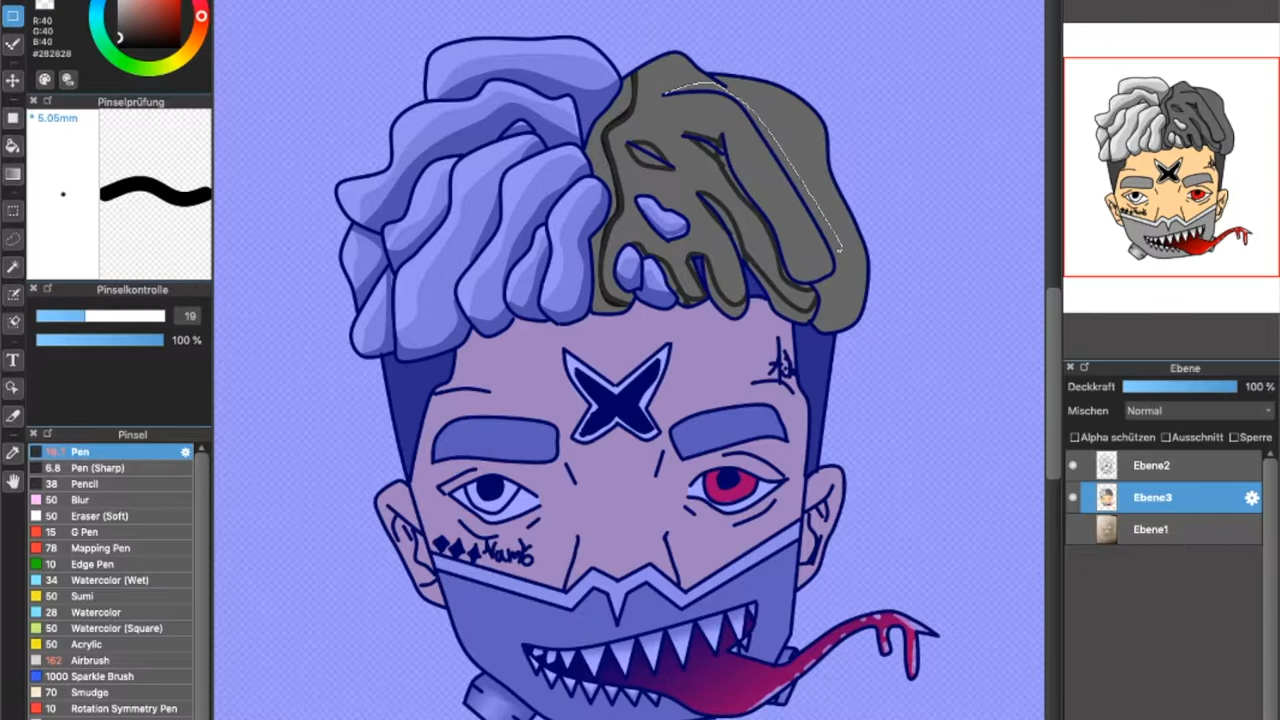 R:40
G:40
B:40
#282828
Pinselprüfung
* 5.05mm
Pinselkontrolle
19
100 %
Pinsel
19.1 Pen
6.8 Pen (Sharp)
38 Pencil
50 Blur
50 Eraser (Soft)
15 G Pen
78 Mapping Pen
10 Edge Pen
34 Watercolor (Wet)
50 Sumi
28 Watercolor
50 Watercolor (Square)
50 Acrylic
162 Airbrush
1000 Sparkle Brush
70 Smudge
10 Rotation Symmetry Pen
T
Ebene
Deckkraft 100 %
Mischen Normal
Alpha schützen Ausschnitt Sperre
Ebene2
Ebene3
Ebene1